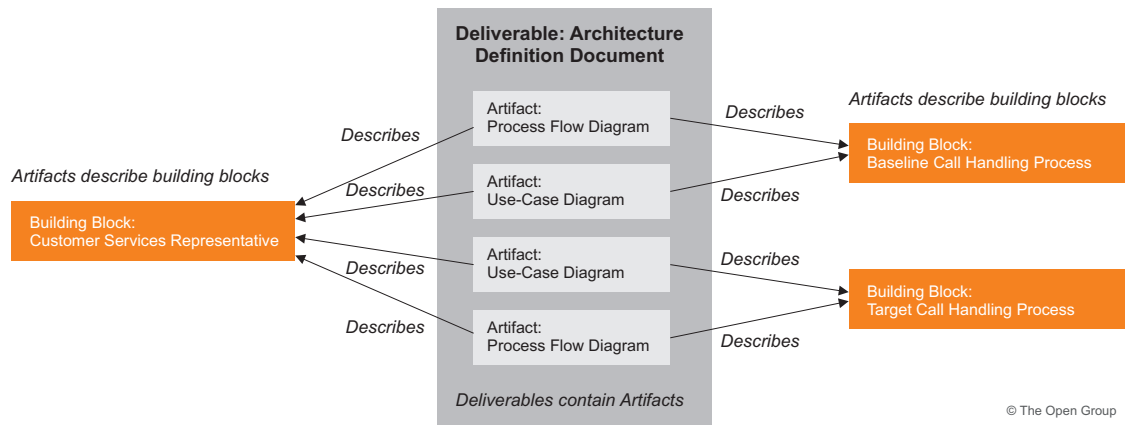 Deliverable: Architecture
Definition Document
Artifact:
Process Flow Diagram
Artifact:
Use-Case Diagram
Artifact:
Use-Case Diagram
Artifact:
Process Flow Diagram
Deliverables contain Artifacts
Describes
Describes
Describes
Describes
Artifacts describe building blocks
Building Block:
Customer Services Representative
Describes
Describes
Describes
Describes
Artifacts describe building blocks
Building Block:
Baseline Call Handling Process
Building Block:
Target Call Handling Process
© The Open Group